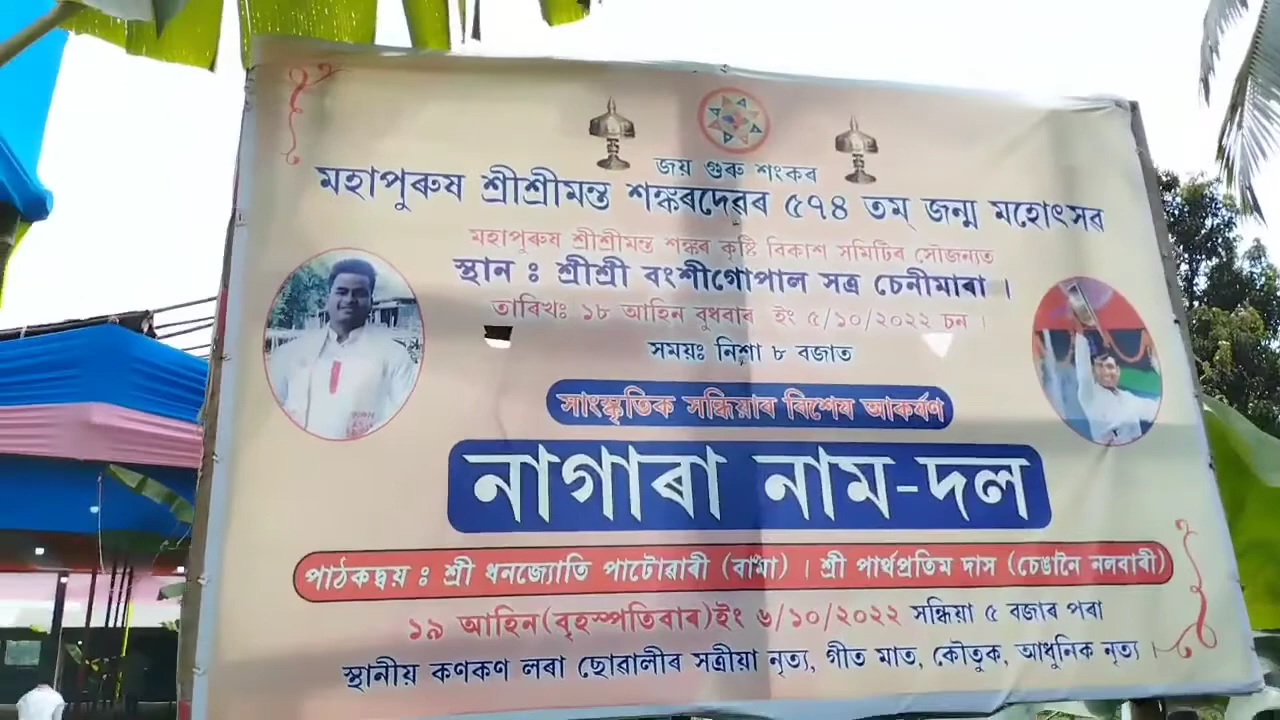 জয় গুৰু শংকৰ
মহাপুৰুষ শ্ৰীশ্ৰীমন্ত শঙ্কৰদেৱৰ ৫৭৪ তম্ জন্ম মহোৎসৱ
মহাপুৰুষ শ্ৰীশ্ৰীমন্ত শঙ্কৰ কৃষ্টি বিকাশ সমিটিৰ সৌজন্যত
স্থান ঃ শ্ৰীশ্ৰী বংশীগোপাল সত্ৰ চেনীমাৰা ।
তাৰিখঃ ১৮ আহিন বুধবাৰ ইং ৫/১০/২০২২ চন ।
সময়ঃ নিশা ৮ বজাত
সাংস্কৃতিক সন্ধিয়াৰ বিশেষ আকৰ্ষণ
নাগাৰা নাম-দল
পাঠকদ্বয় ঃ শ্ৰী ধনজ্যোতি পাটোৱাৰী (বামা) । শ্ৰী পাৰ্থপ্ৰতিম দাস (চেঙানৈ নলবাৰী)
১৯ আহিন(বৃহস্পতিবাৰ)ইং ৬/১০/২০২২ সন্ধিয়া ৫ বজাৰ পৰা
স্থানীয় কণকণ লৰা ছোৱালীৰ সত্ৰীয়া নৃত্য, গীত মাত, কৌতুক, আধুনিক নৃত্য ।